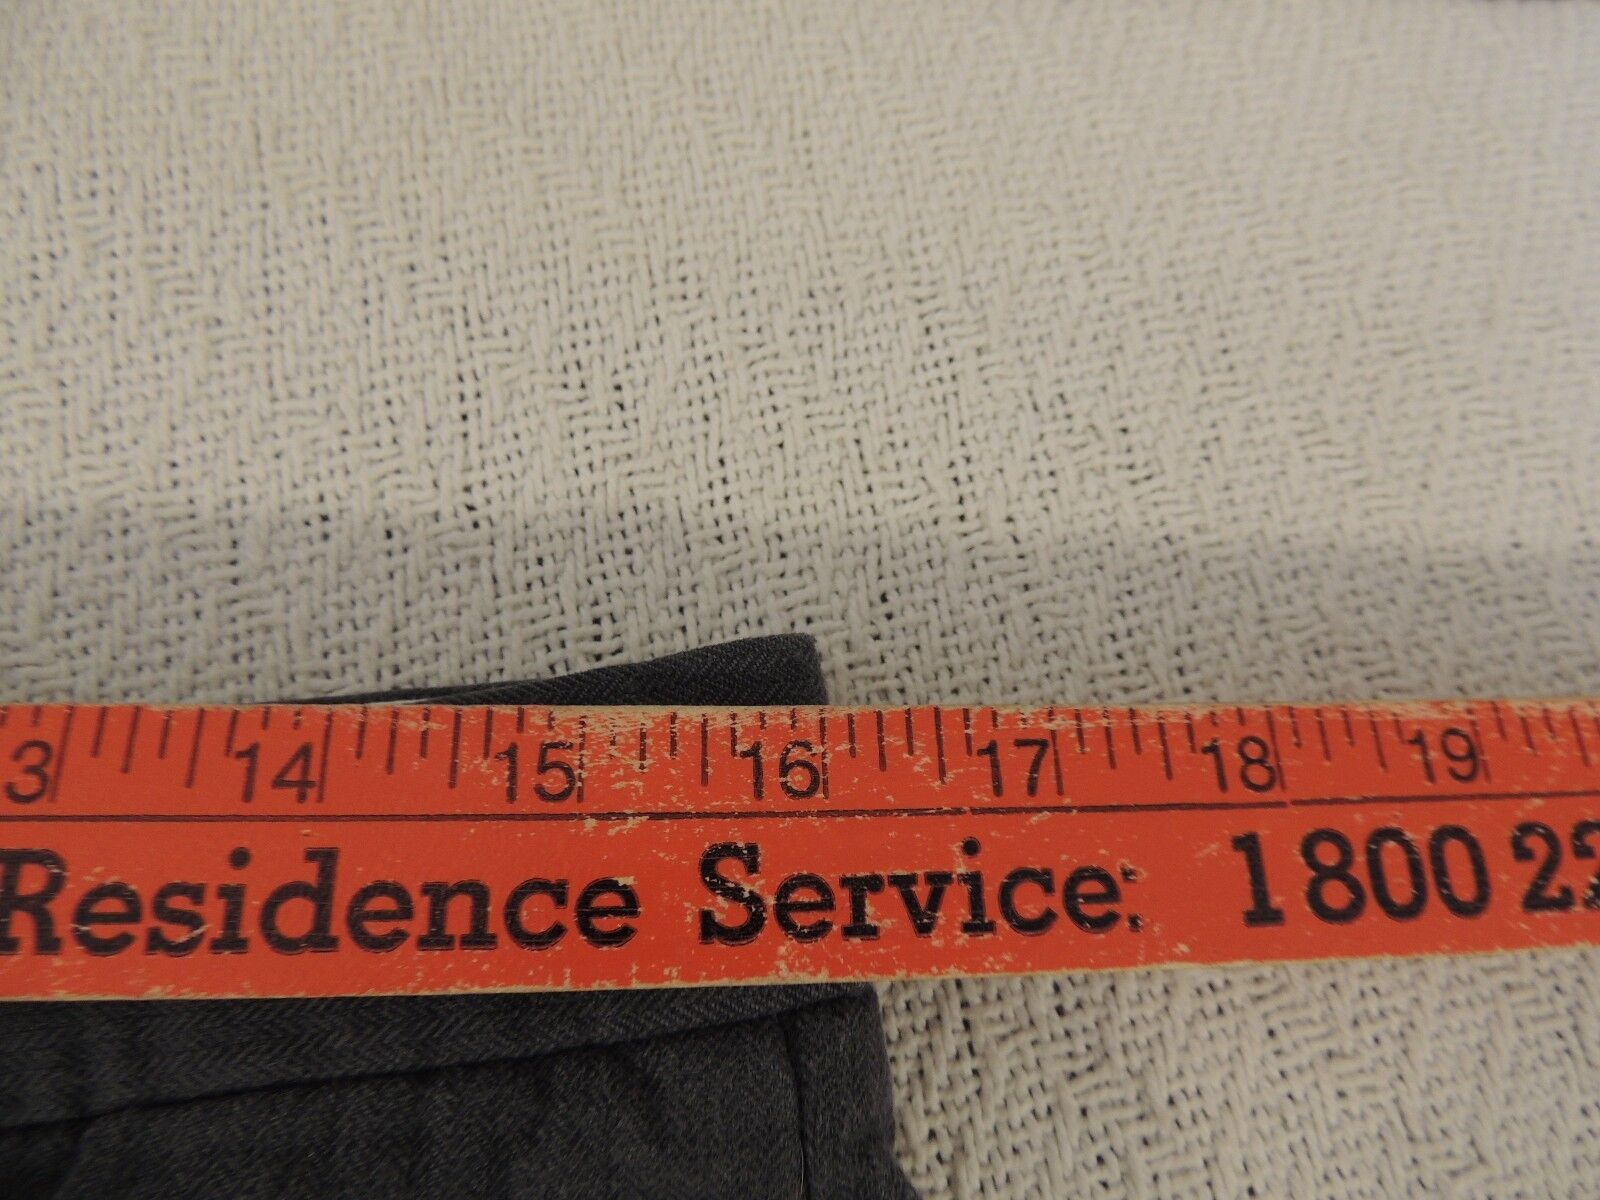 3 14 15 16 17 18 19
Residence Service: 1 800 22